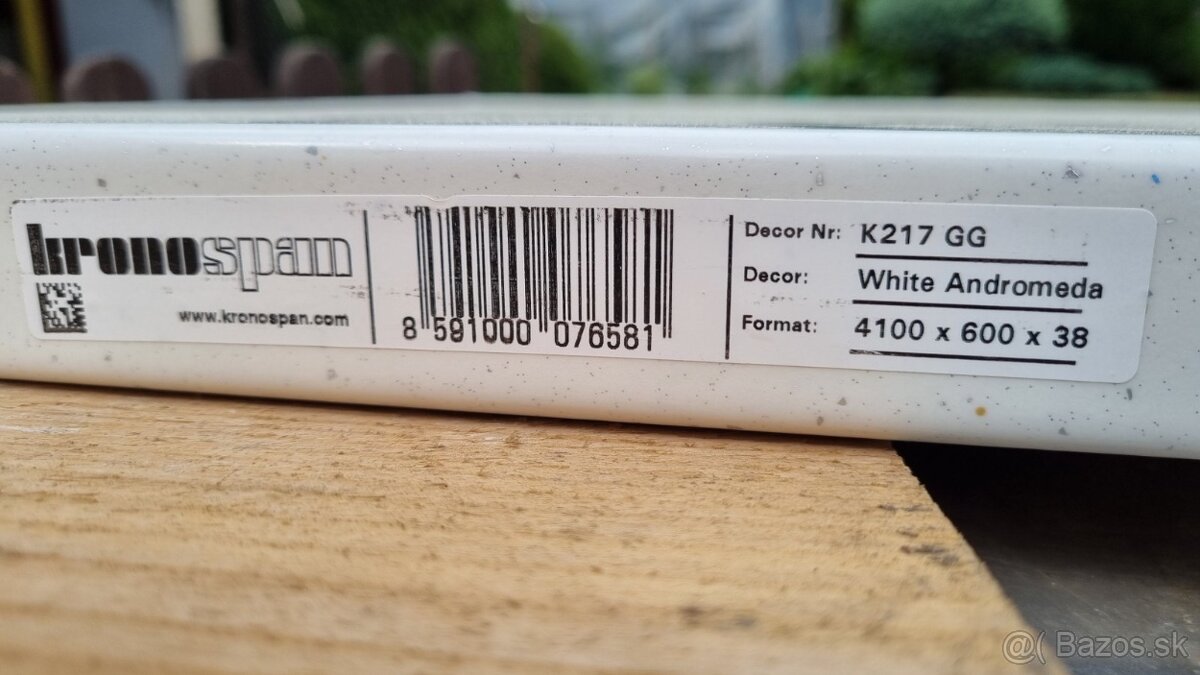 kronospan
www.kronospan.com
8 591000 076581
Decor Nr: K217 GG
Decor: White Andromeda
Format: 4100 x 600 x 38
@( Bazos.sk